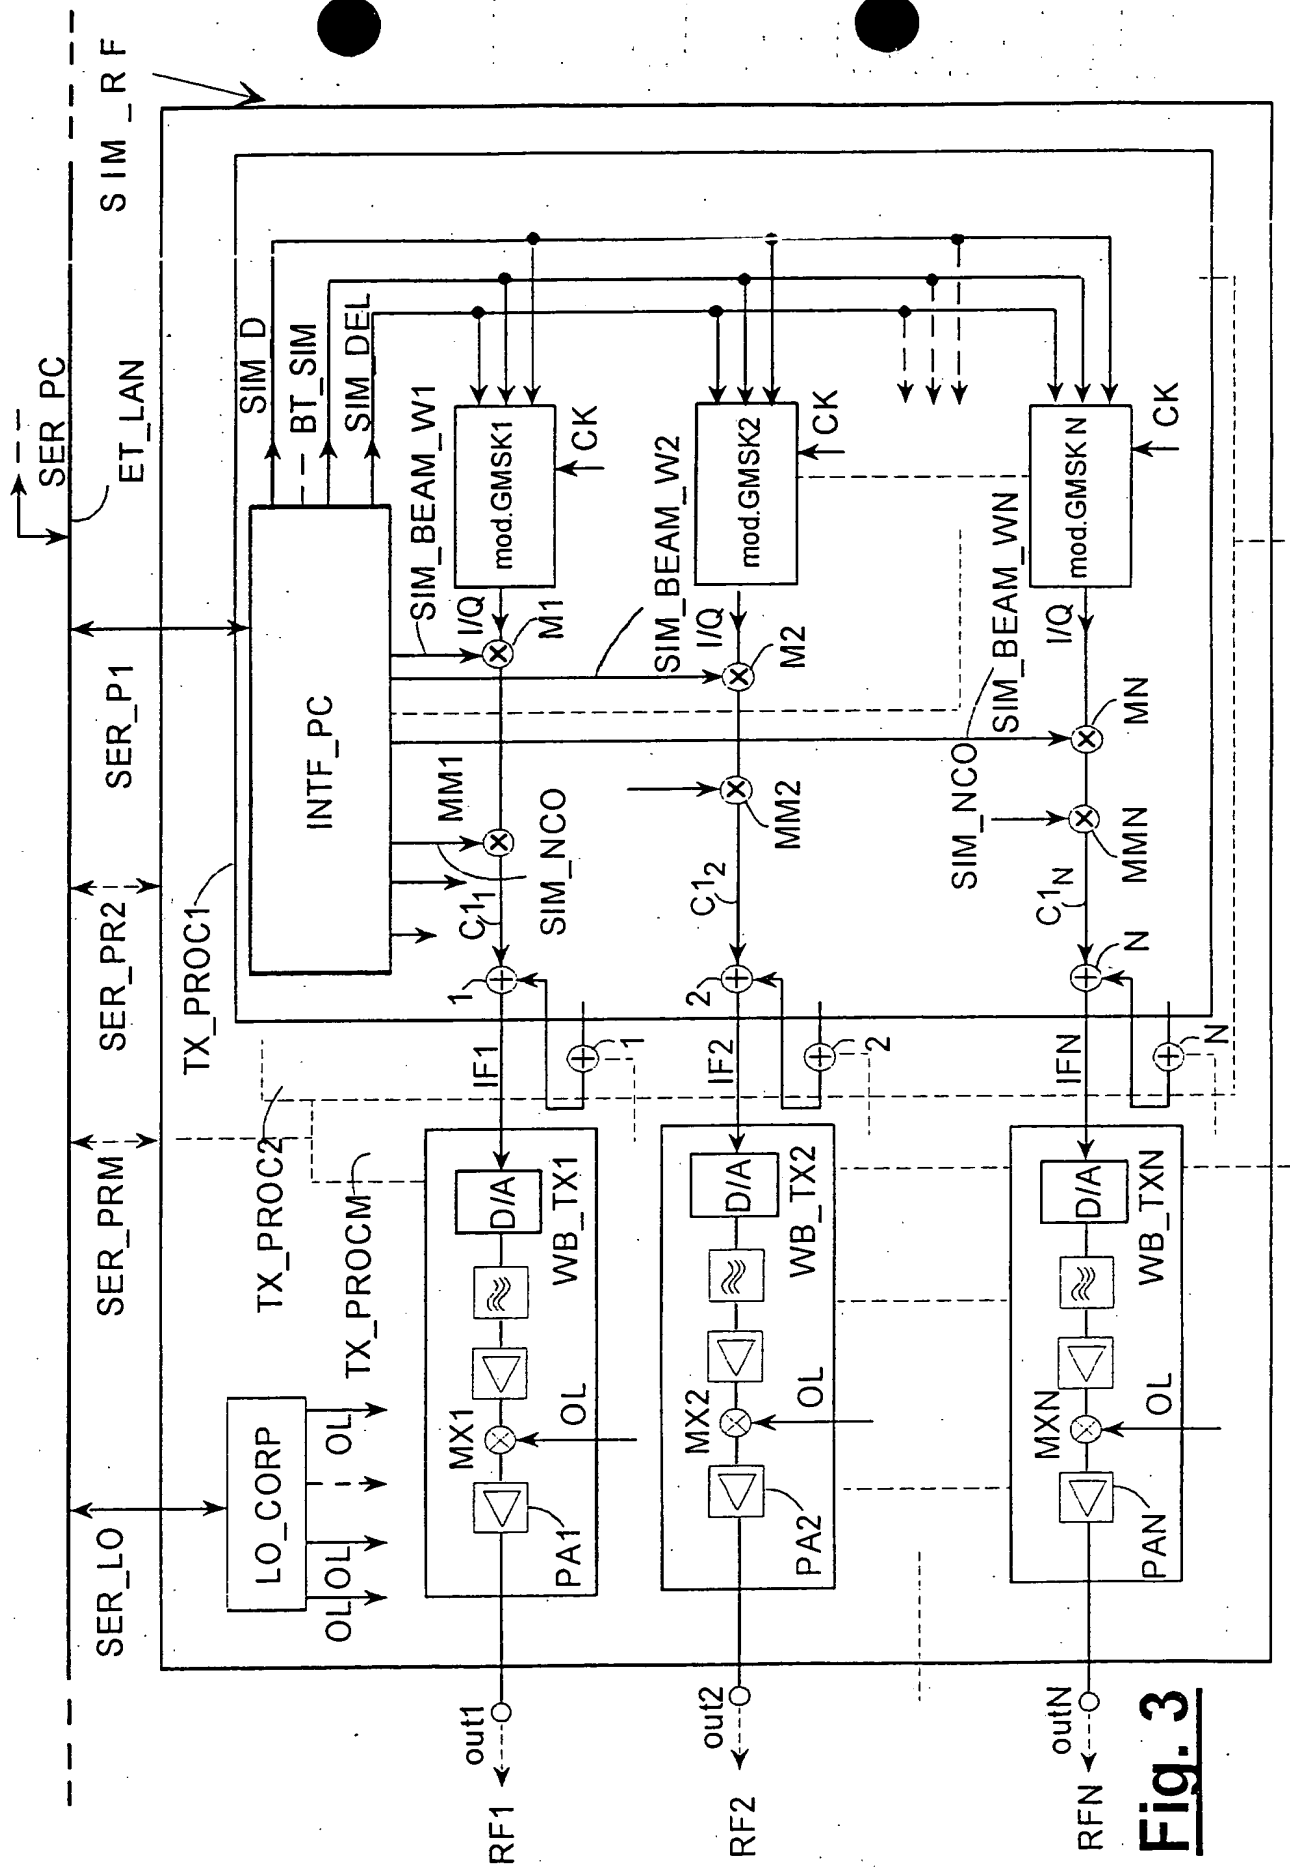 SER_LO
SER_PRM
SER_PR2
SER_P1
SER_PC
ET_LAN
SIM_RF
LO_CORP
OL
OL
OL
TX_PROC2
TX_PROCM
TX_PROC1
INTF_PC
SIM_D
BT_SIM
SIM_DEL
out1
RF1
PA1
MX1
OL
D/A
WB_TX1
IF1
1
1
C1₁
MM1
SIM_NCO
SIM_BEAM_W1
I/Q
M1
mod.GMSK1
CK
out2
RF2
PA2
MX2
OL
D/A
WB_TX2
IF2
2
2
C1₂
MM2
SIM_BEAM_W2
I/Q
M2
mod.GMSK2
CK
outN
RFN
PAN
MXN
OL
D/A
WB_TXN
IFN
N
N
C1N
MMN
SIM_NCO
SIM_BEAM_WN
I/Q
MN
mod.GMSKN
CK
Fig. 3